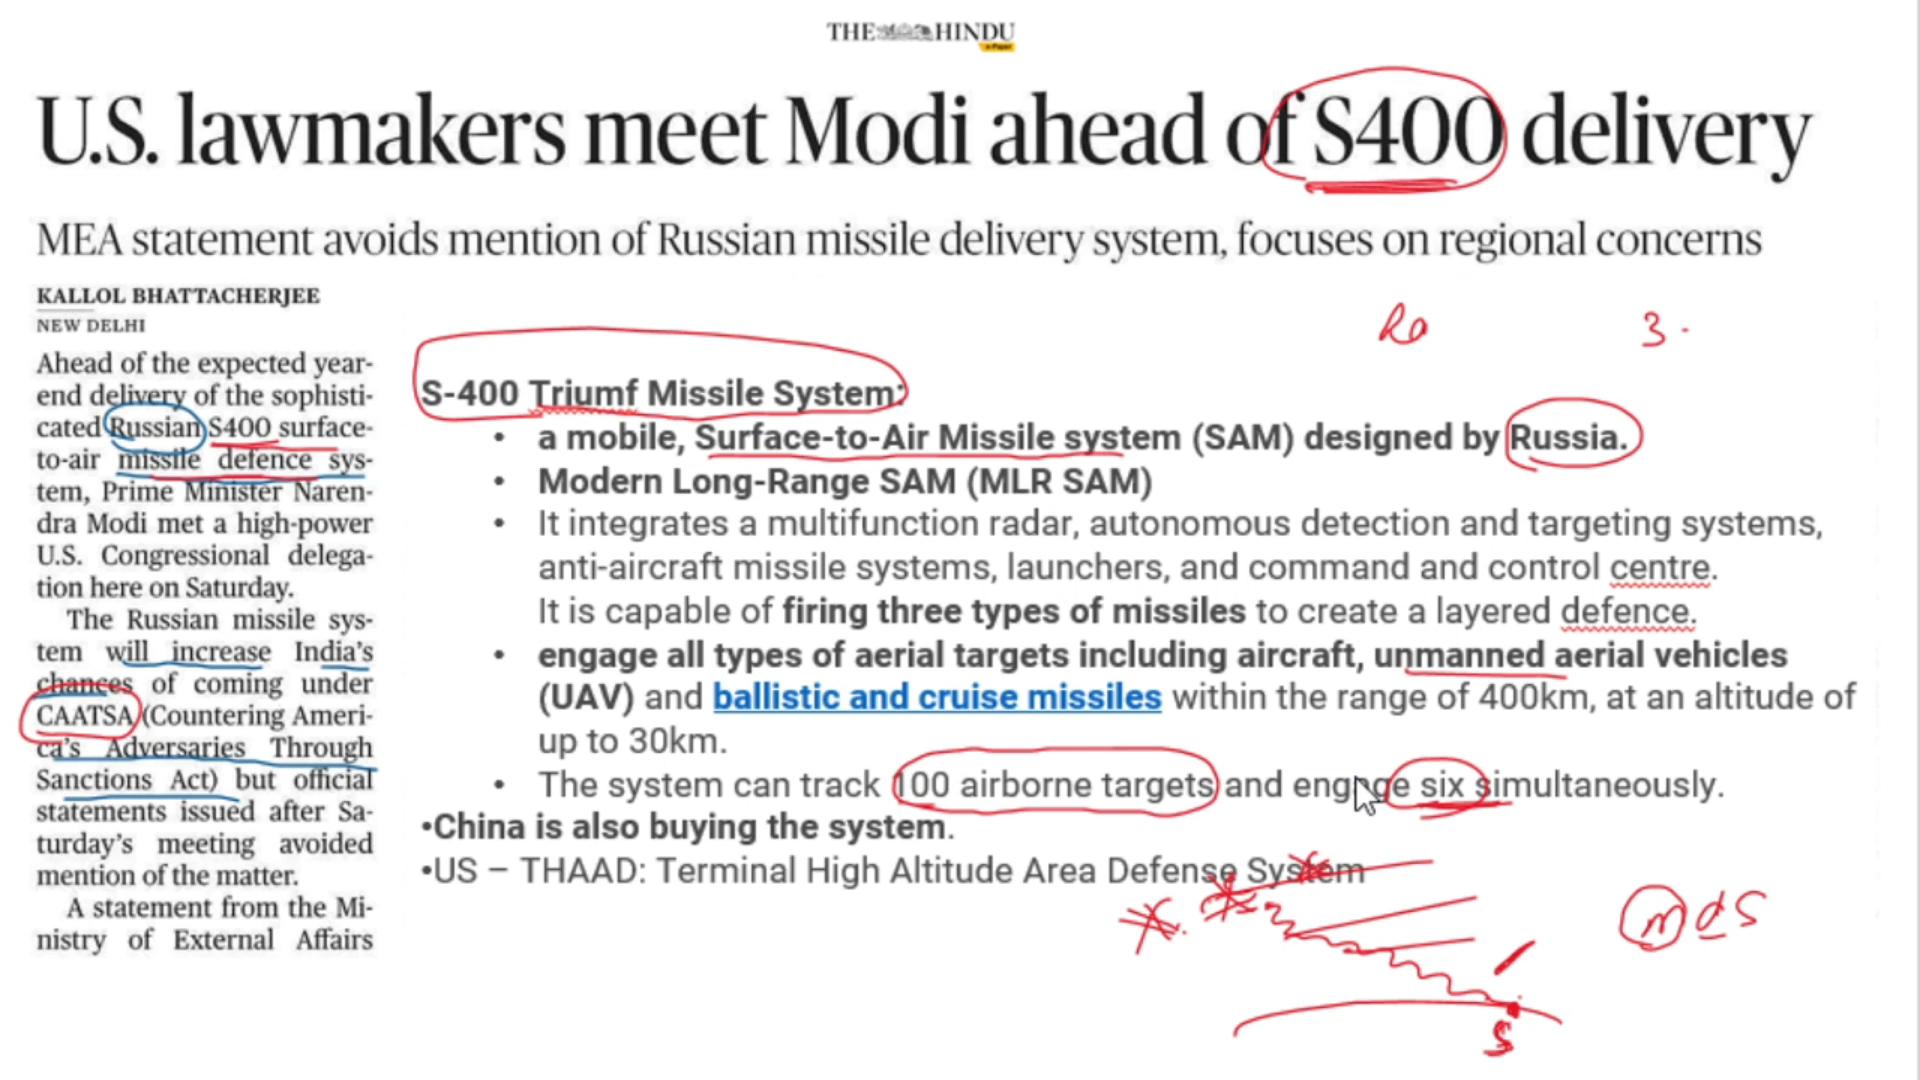 THE HINDU
e-Paper
U.S. lawmakers meet Modi ahead of S400 delivery
MEA statement avoids mention of Russian missile delivery system, focuses on regional concerns
KALLOL BHATTACHERJEE
NEW DELHI
Ahead of the expected year-
end delivery of the sophisti-
cated Russian S400 surface-
to-air missile defence sys-
tem, Prime Minister Naren-
dra Modi met a high-power
U.S. Congressional delega-
tion here on Saturday.
The Russian missile sys-
tem will increase India's
chances of coming under
CAATSA (Countering Ameri-
ca's Adversaries Through
Sanctions Act) but official
statements issued after Sa-
turday's meeting avoided
mention of the matter.
A statement from the Mi-
nistry of External Affairs
3.
S-400 Triumf Missile System:
• a mobile, Surface-to-Air Missile system (SAM) designed by Russia.
• Modern Long-Range SAM (MLR SAM)
• It integrates a multifunction radar, autonomous detection and targeting systems,
anti-aircraft missile systems, launchers, and command and control centre.
It is capable of firing three types of missiles to create a layered defence.
• engage all types of aerial targets including aircraft, unmanned aerial vehicles
(UAV) and ballistic and cruise missiles within the range of 400km, at an altitude of
up to 30km.
• The system can track 100 airborne targets and engage six simultaneously.
•China is also buying the system.
•US – THAAD: Terminal High Altitude Area Defense System
mds
S